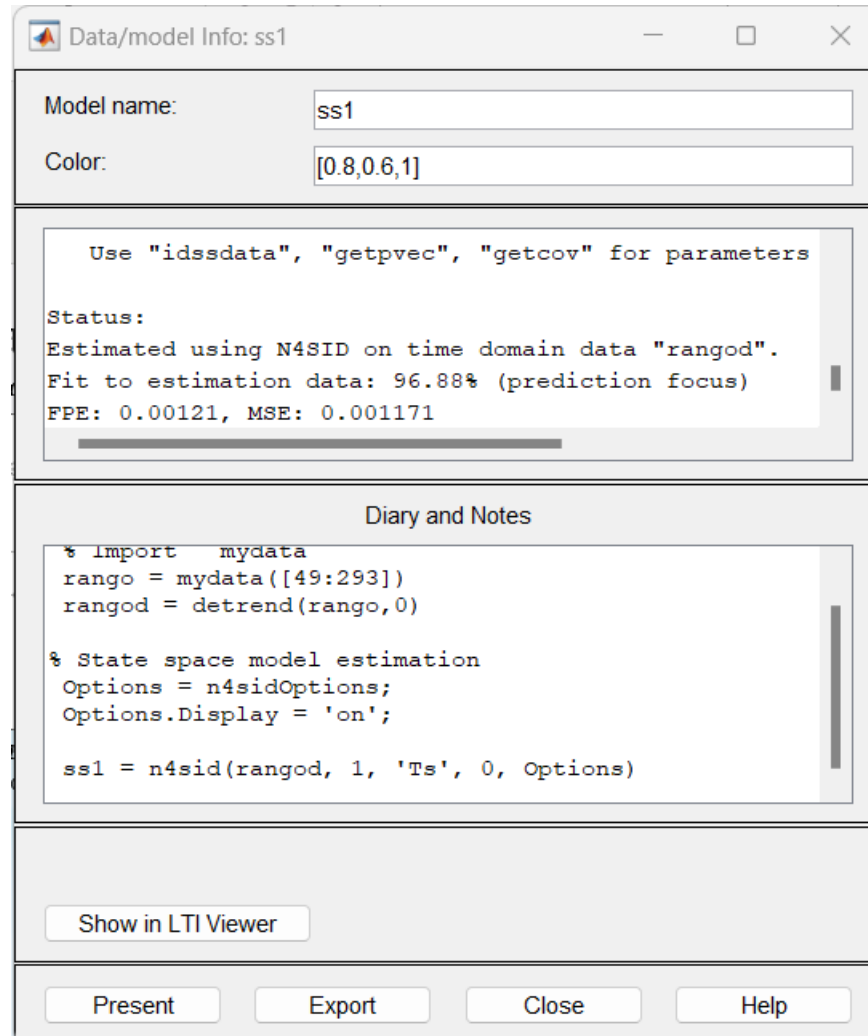 Data/model Info: ss1
Model name:
ss1
Color:
[0.8,0.6,1]
Use "idssdata", "getpvec", "getcov" for parameters
Status:
Estimated using N4SID on time domain data "rangod".
Fit to estimation data: 96.88% (prediction focus)
FPE: 0.00121, MSE: 0.001171
Diary and Notes
% Import   mydata
rango = mydata([49:293])
rangod = detrend(rango,0)
% State space model estimation
Options = n4sidOptions;
Options.Display = 'on';
ss1 = n4sid(rangod, 1, 'Ts', 0, Options)
Show in LTI Viewer
Present
Export
Close
Help